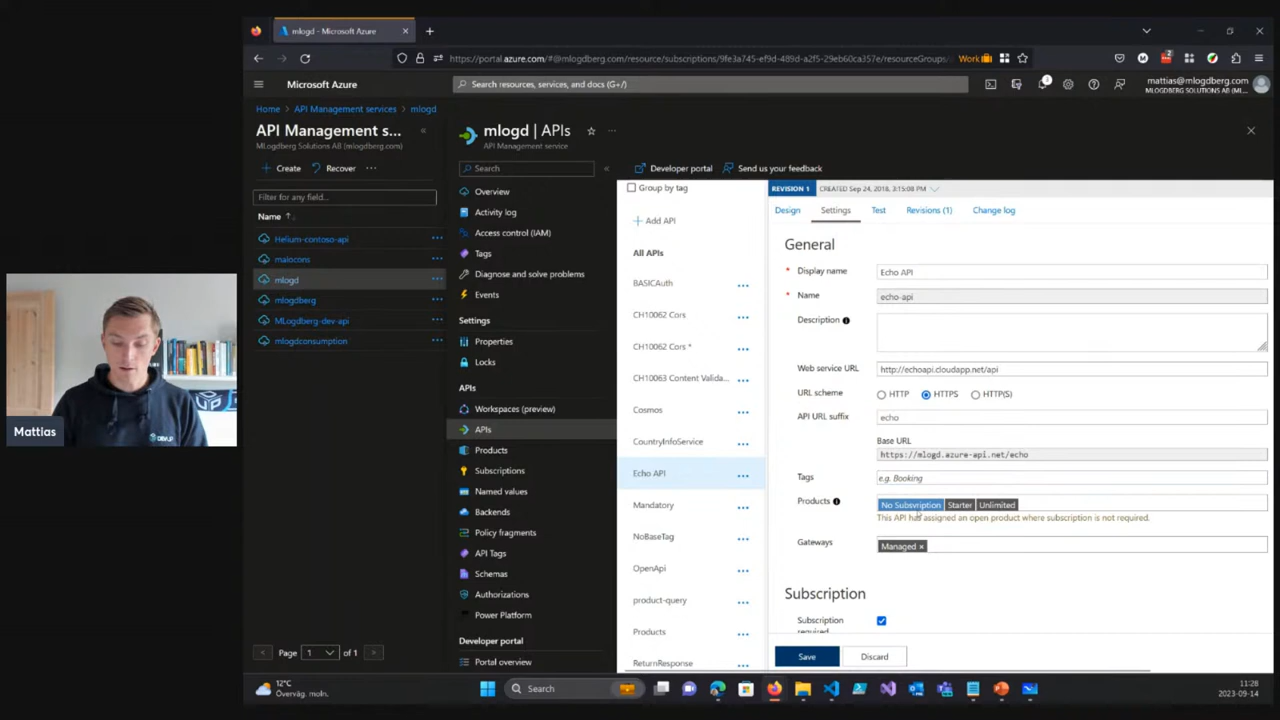 mlogd - Microsoft Azure
https://portal.azure.com/#@mlogdberg.com/resource/subscriptions/9fe3a745-ef9d-489d-a2f5-29eb60ca357e/resourceGroups
Work
Microsoft Azure
Search resources, services, and docs (G+/)
2
mattias@mlogdberg.com
MLOGDBERG SOLUTIONS AB (ML...
Home > API Management services > mlogd
API Management s...
MLogdberg Solutions AB (mlogdberg.com)
Create
Recover
Filter for any field...
Name ↑
Helium-contoso-api
maiocons
mlogd
mlogdberg
MLogdberg-dev-api
mlogdconsumption
< Page 1 of 1 >
mlogd | APIs
API Management service
Search
Overview
Activity log
Access control (IAM)
Tags
Diagnose and solve problems
Events
Settings
Properties
Locks
APIs
Workspaces (preview)
APIs
Products
Subscriptions
Named values
Backends
Policy fragments
API Tags
Schemas
Authorizations
Power Platform
Developer portal
Portal overview
Developer portal
Send us your feedback
Group by tag
+ Add API
All APIs
BASICAuth
CH10062 Cors
CH10062 Cors *
CH10063 Content Valida...
Cosmos
CountryInfoService
Echo API
Mandatory
NoBaseTag
OpenApi
product-query
Products
ReturnResponse
REVISION 1 CREATED Sep 24, 2018, 3:15:08 PM
Design Settings Test Revisions (1) Change log
General
* Display name Echo API
* Name echo-api
Description
Web service URL http://echoapi.cloudapp.net/api
URL scheme HTTP HTTPS HTTP(S)
API URL suffix echo
Base URL
https://mlogd.azure-api.net/echo
Tags e.g. Booking
Products No Subsvription Starter Unlimited
This API has assigned an open product where subscription is not required.
Gateways Managed ×
Subscription
Subscription
required
Save Discard
Mattias
12°C
Överväg. moln.
Search
11:28
2023-09-14